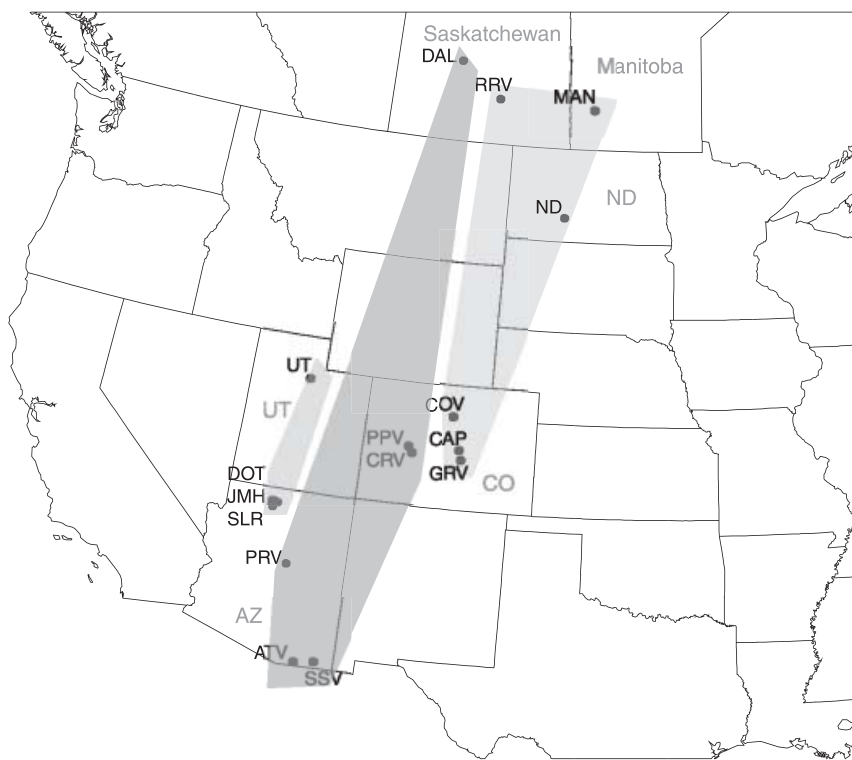 Saskatchewan
DAL
Manitoba
RRV
MAN
ND
ND
UT
UT
COV
PPV
CAP
CRV
GRV
CO
DOT
JMH
SLR
PRV
AZ
ATV
SSV